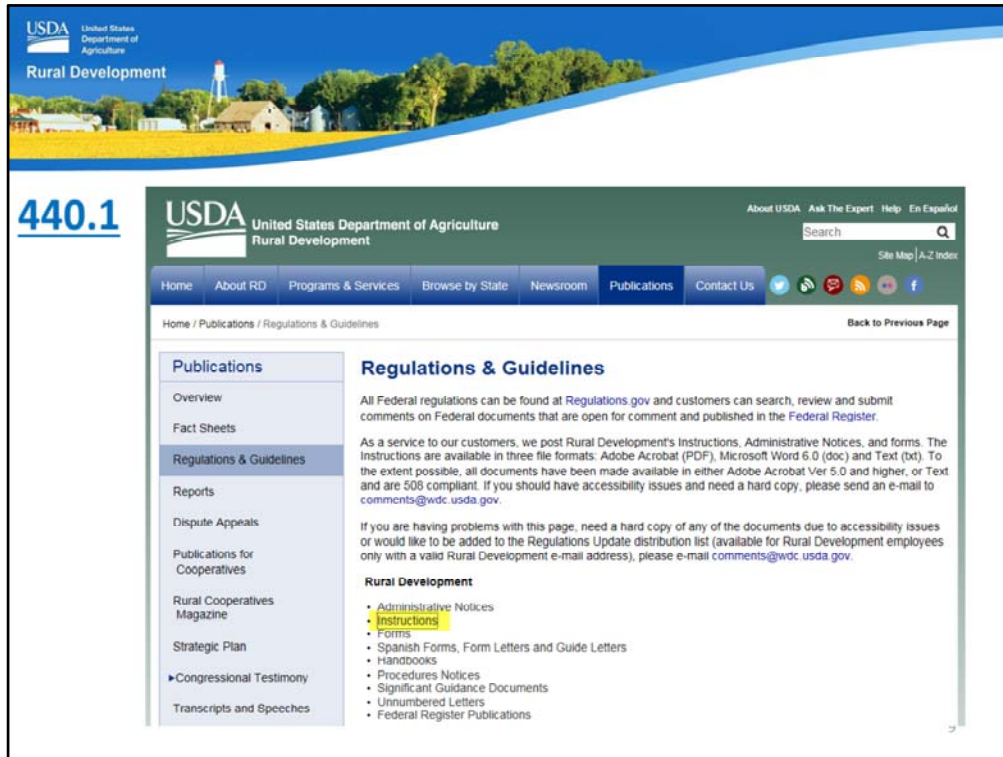 USDA United States
Department of
Agriculture
Rural Development
440.1
USDA United States Department of Agriculture
Rural Development
About USDA Ask The Expert Help En Español
Search
Site Map | A-Z Index
Home About RD Programs & Services Browse by State Newsroom Publications Contact Us
Home / Publications / Regulations & Guidelines
Back to Previous Page
Publications
Overview
Fact Sheets
Regulations & Guidelines
Reports
Dispute Appeals
Publications for
Cooperatives
Rural Cooperatives
Magazine
Strategic Plan
►Congressional Testimony
Transcripts and Speeches
Regulations & Guidelines
All Federal regulations can be found at Regulations.gov and customers can search, review and submit
comments on Federal documents that are open for comment and published in the Federal Register.
As a service to our customers, we post Rural Development's Instructions, Administrative Notices, and forms. The
Instructions are available in three file formats: Adobe Acrobat (PDF), Microsoft Word 6.0 (doc) and Text (txt). To
the extent possible, all documents have been made available in either Adobe Acrobat Ver 5.0 and higher, or Text
and are 508 compliant. If you should have accessibility issues and need a hard copy, please send an e-mail to
comments@wdc.usda.gov.
If you are having problems with this page, need a hard copy of any of the documents due to accessibility issues
or would like to be added to the Regulations Update distribution list (available for Rural Development employees
only with a valid Rural Development e-mail address), please e-mail comments@wdc.usda.gov.
Rural Development
• Administrative Notices
• Instructions
• Forms
• Spanish Forms, Form Letters and Guide Letters
• Handbooks
• Procedures Notices
• Significant Guidance Documents
• Unnumbered Letters
• Federal Register Publications
9